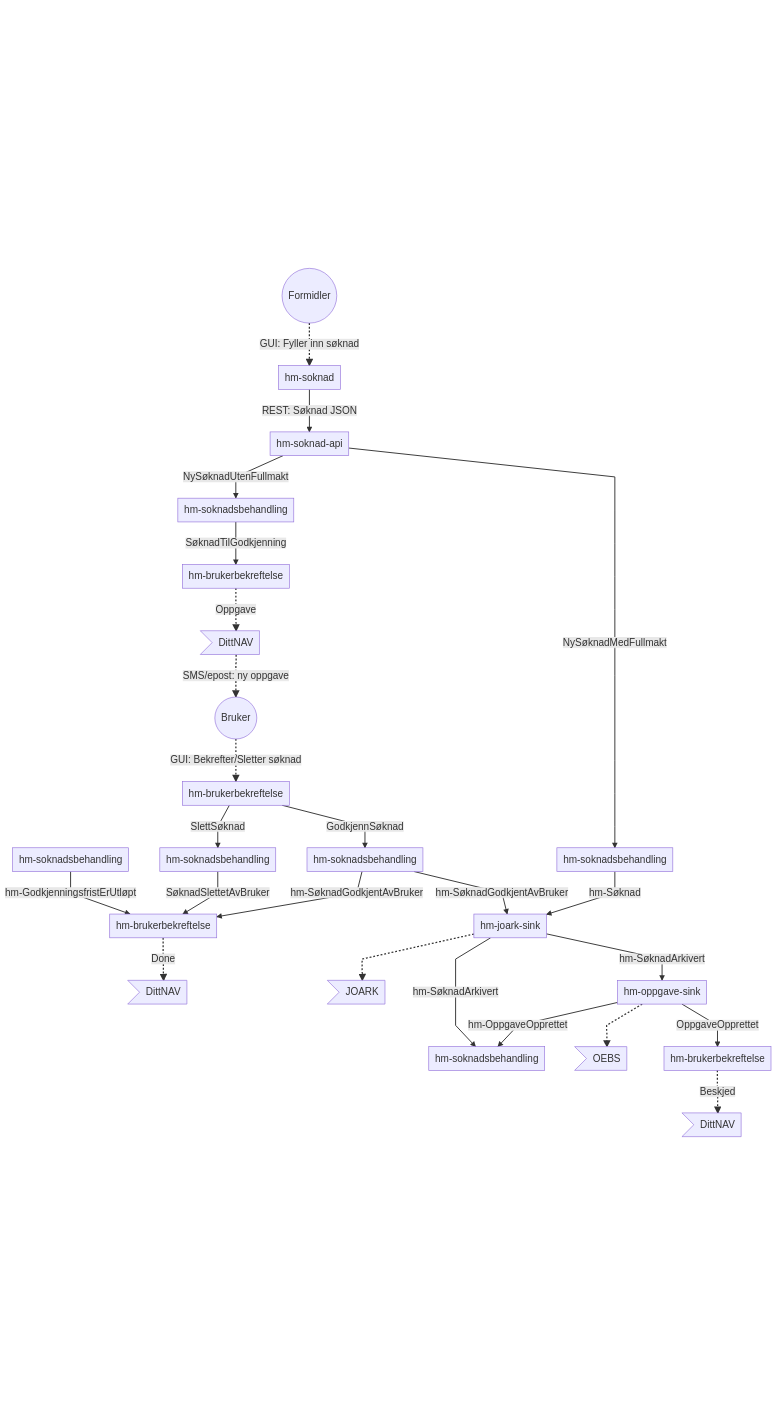 Formidler
GUI: Fyller inn søknad
hm-soknad
REST: Søknad JSON
hm-soknad-api
NySøknadUtenFullmakt
hm-soknadsbehandling
SøknadTilGodkjenning
hm-brukerbekreftelse
Oppgave
DittNAV
NySøknadMedFullmakt
SMS/epost: ny oppgave
Bruker
GUI: Bekrefter/Sletter søknad
hm-brukerbekreftelse
SlettSøknad
GodkjennSøknad
hm-soknadsbehandling
hm-soknadsbehandling
hm-soknadsbehandling
hm-soknadsbehandling
hm-GodkjenningsfristErUtløpt
SøknadSlettetAvBruker
hm-SøknadGodkjentAvBruker
hm-SøknadGodkjentAvBruker
hm-Søknad
hm-brukerbekreftelse
hm-joark-sink
Done
hm-SøknadArkivert
DittNAV
JOARK
hm-SøknadArkivert
hm-oppgave-sink
hm-OppgaveOpprettet
OppgaveOpprettet
hm-soknadsbehandling
OEBS
hm-brukerbekreftelse
Beskjed
DittNAV